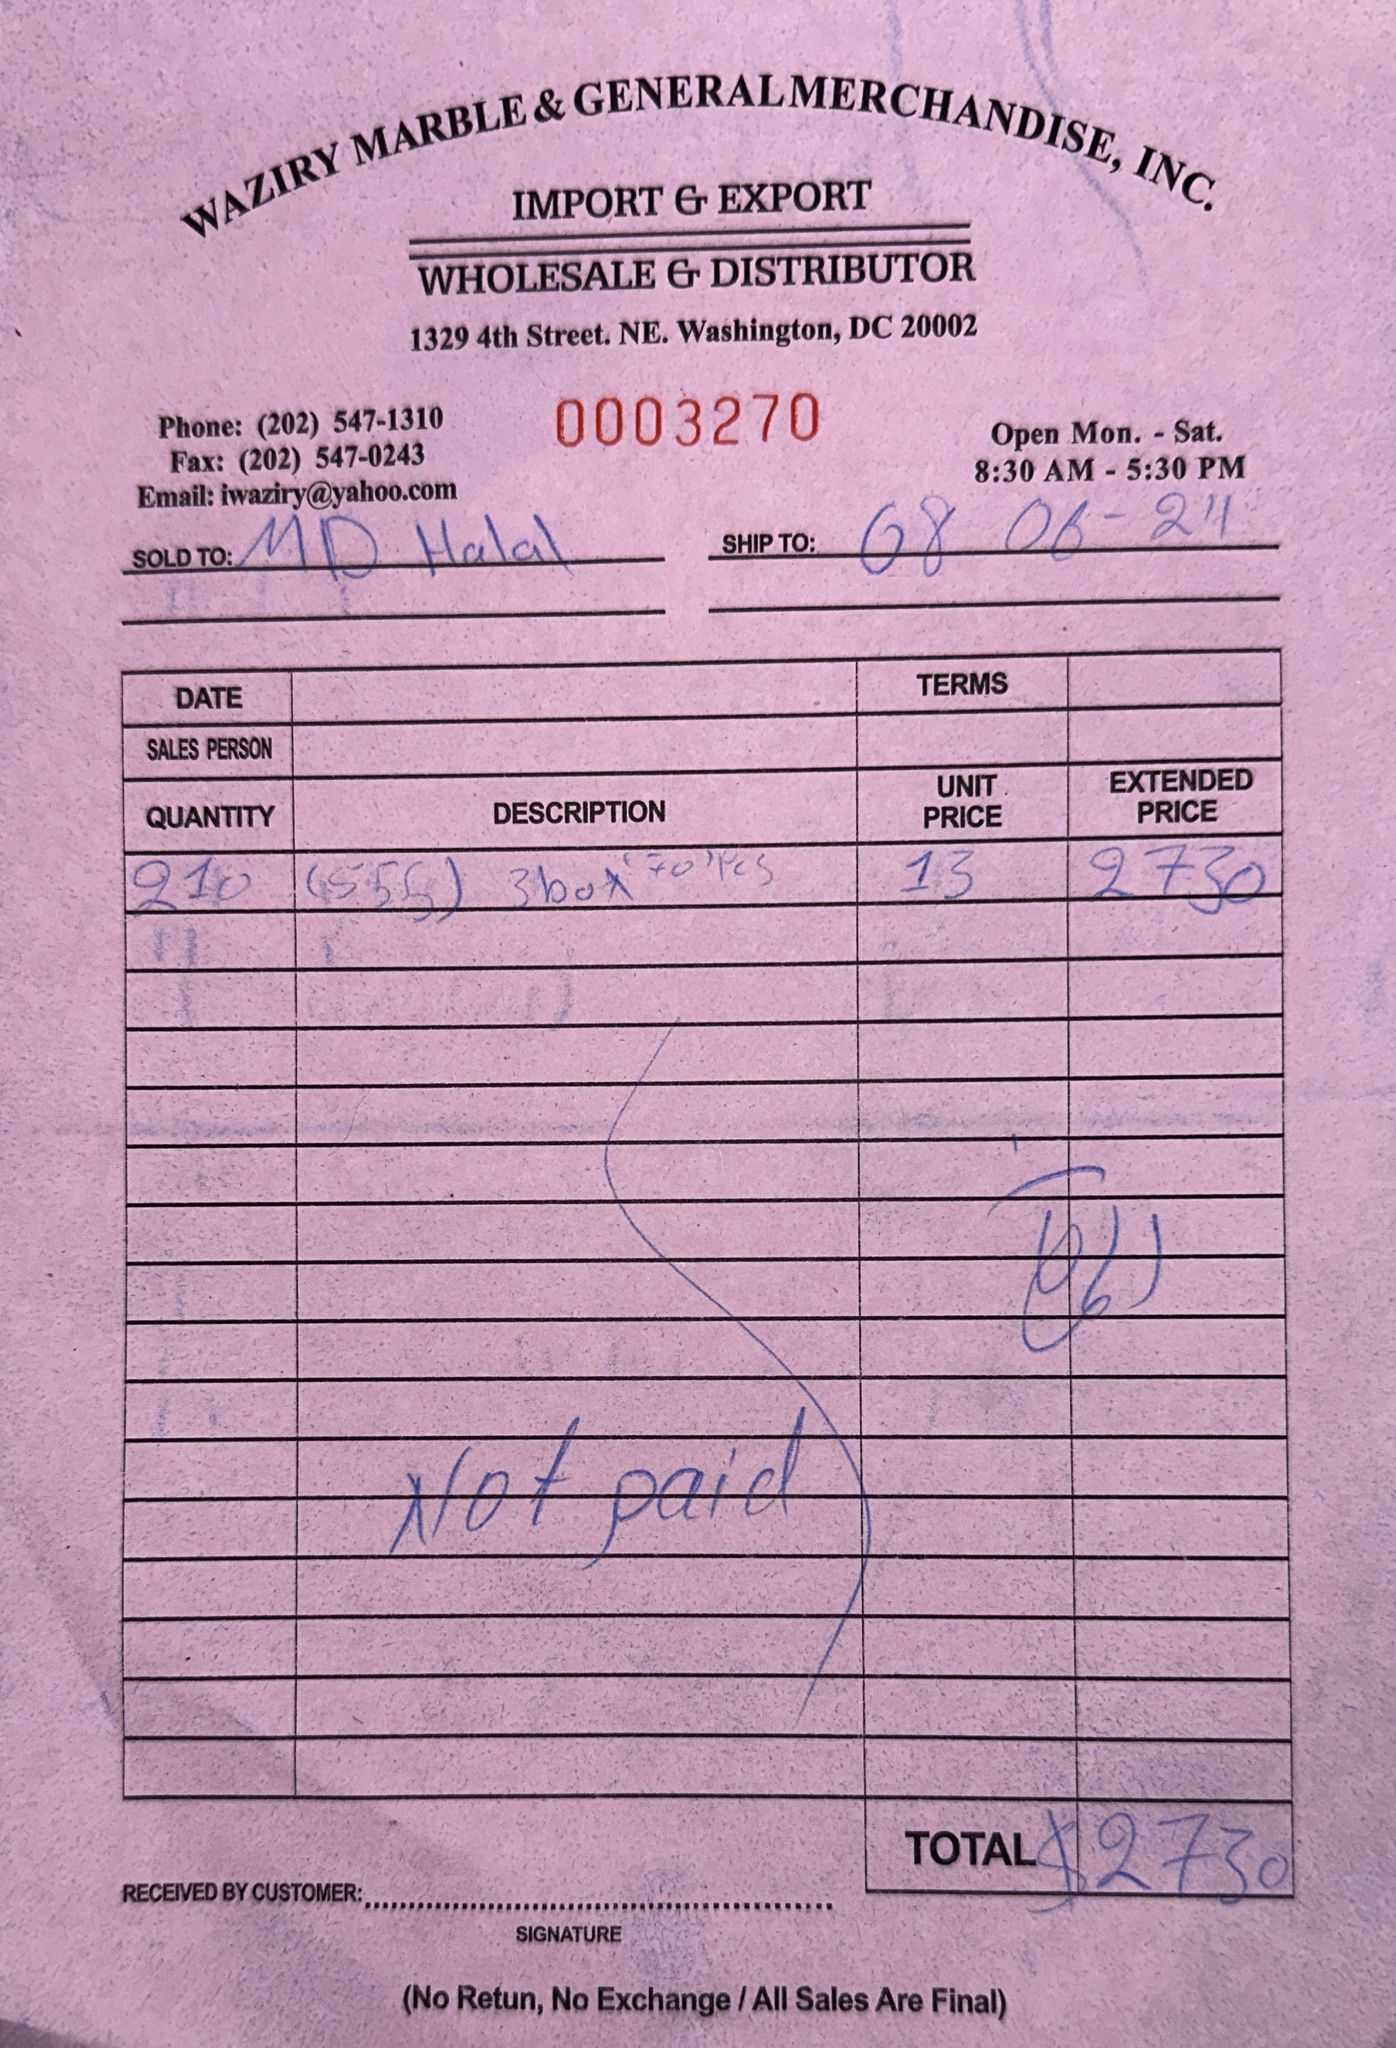 WAZIRY MARBLE & GENERAL MERCHANDISE, INC.
IMPORT & EXPORT
WHOLESALE & DISTRIBUTOR
1329 4th Street. NE. Washington, DC 20002
Phone: (202) 547-1310
Fax: (202) 547-0243
Email: iwaziry@yahoo.com
0003270
Open Mon. - Sat.
8:30 AM - 5:30 PM
SOLD TO: MD Halal
SHIP TO: 08 06-24
DATE TERMS
SALES PERSON
QUANTITY DESCRIPTION UNIT PRICE EXTENDED PRICE
210 (555) 3box "70" Pcs 13 2730
Not paid
TOTAL $2730
RECEIVED BY CUSTOMER:
SIGNATURE
(No Retun, No Exchange / All Sales Are Final)